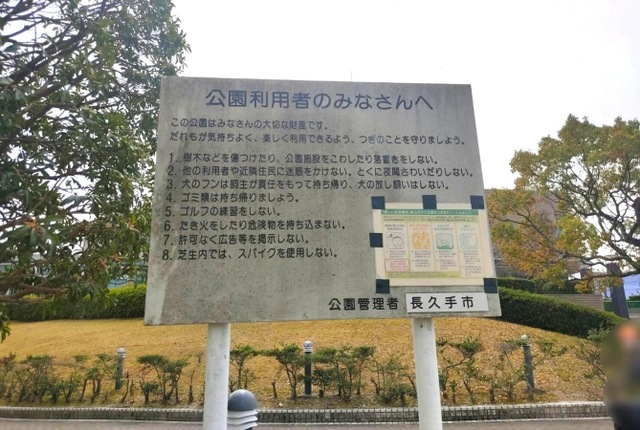 公園利用者のみなさんへ
この公園はみなさんの大切な財産です。
だれもが気持ちよく、楽しく利用できるよう、つぎのことを守りましょう。
1. 樹木などを傷つけたり、公園施設をこわしたり落書きをしない。
2. 他の利用者や近隣住民に迷惑をかけない。とくに夜間さわいだりしない。
3. 犬のフンは飼主が責任をもって持ち帰り、犬の放し飼いはしない。
4. ゴミ類は持ち帰りましょう。
5. ゴルフの練習をしない。
6. たき火をしたり危険物を持ち込まない。
7. 許可なく広告等を掲示しない。
8. 芝生内では、スパイクを使用しない。
公園管理者 長久手市